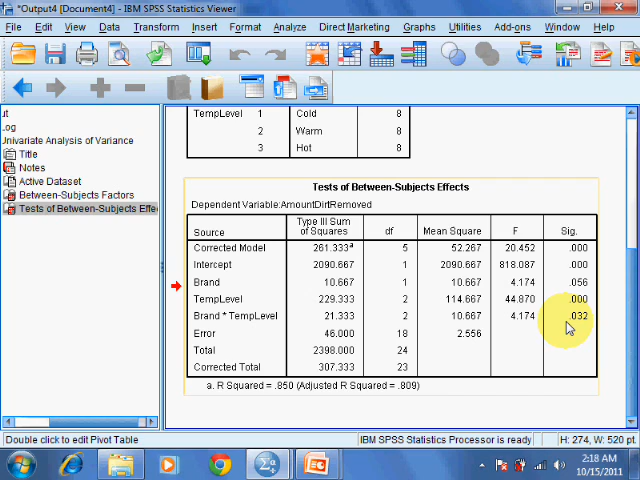 *Output4 [Document4] - IBM SPSS Statistics Viewer
File Edit View Data Transform Insert Format Analyze Direct Marketing Graphs Utilities Add-ons Window Help
ut
.og
Jnivariate Analysis of Variance
Title
Notes
Active Dataset
Between-Subjects Factors
Tests of Between-Subjects Effe
TempLevel 1 Cold 8
2 Warm 8
3 Hot 8
Tests of Between-Subjects Effects
Dependent Variable:AmountDirtRemoved
Source Type III Sum of Squares df Mean Square F Sig.
Corrected Model 261.333a 5 52.267 20.452 .000
Intercept 2090.667 1 2090.667 818.087 .000
Brand 10.667 1 10.667 4.174 .056
TempLevel 229.333 2 114.667 44.870 .000
Brand * TempLevel 21.333 2 10.667 4.174 .032
Error 46.000 18 2.556
Total 2398.000 24
Corrected Total 307.333 23
a. R Squared = .850 (Adjusted R Squared = .809)
Double click to edit Pivot Table
IBM SPSS Statistics Processor is ready
H: 274, W: 520 pt.
2:18 AM
10/15/2011